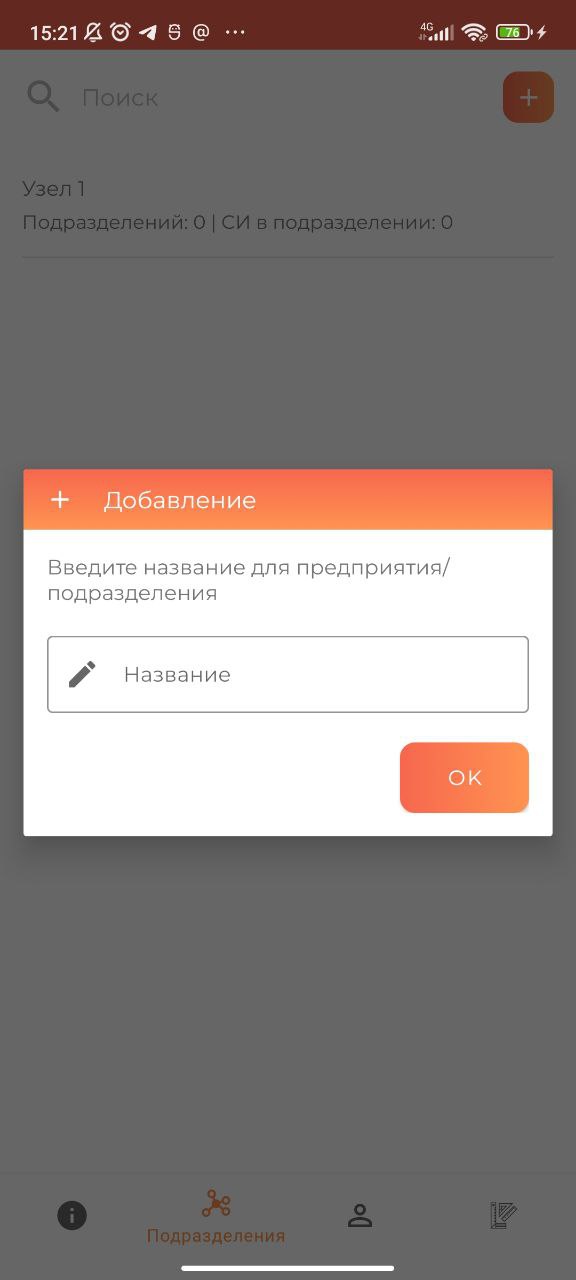 15:21 @ ... 4G 76
Поиск
Узел 1
Подразделений: 0 | СИ в подразделении: 0
Добавление
Введите название для предприятия/
подразделения
Название
OK
Подразделения